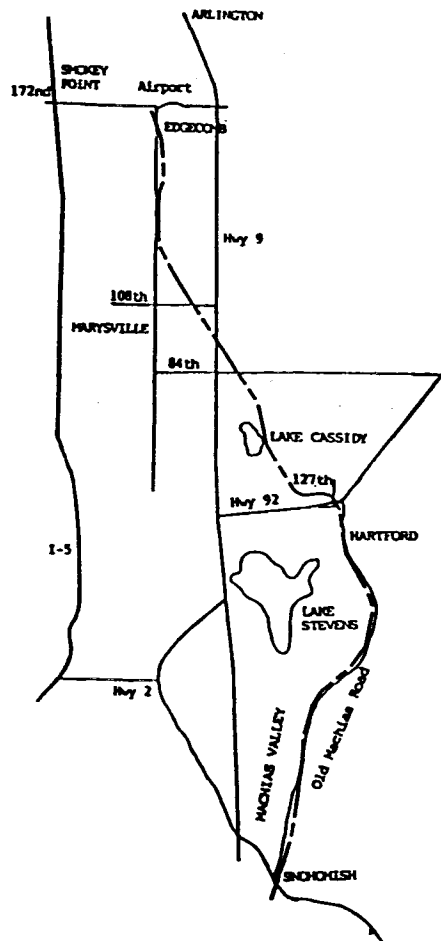 ARLINGTON
SMOKEY
POINT
Airport
172nd
EDGECOMB
Hwy 9
108th
MARYSVILLE
84th
LAKE CASSIDY
127th
Hwy 92
HARTFORD
I-5
LAKE
STEVENS
Hwy 2
MACHIAS VALLEY
Old Machias Road
SNOHOMISH